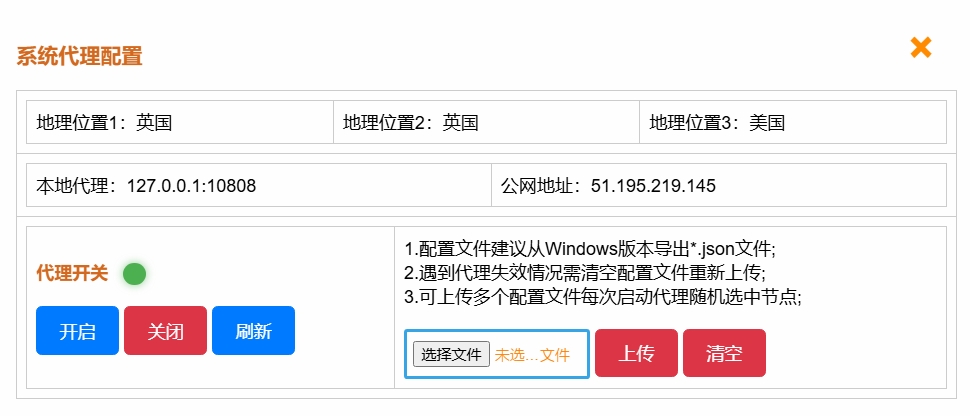 系统代理配置
地理位置1：英国
地理位置2：英国
地理位置3：美国
本地代理：127.0.0.1:10808
公网地址：51.195.219.145
代理开关
开启
关闭
刷新
1.配置文件建议从Windows版本导出*.json文件;
2.遇到代理失效情况需清空配置文件重新上传;
3.可上传多个配置文件每次启动代理随机选中节点;
选择文件 未选...文件
上传
清空